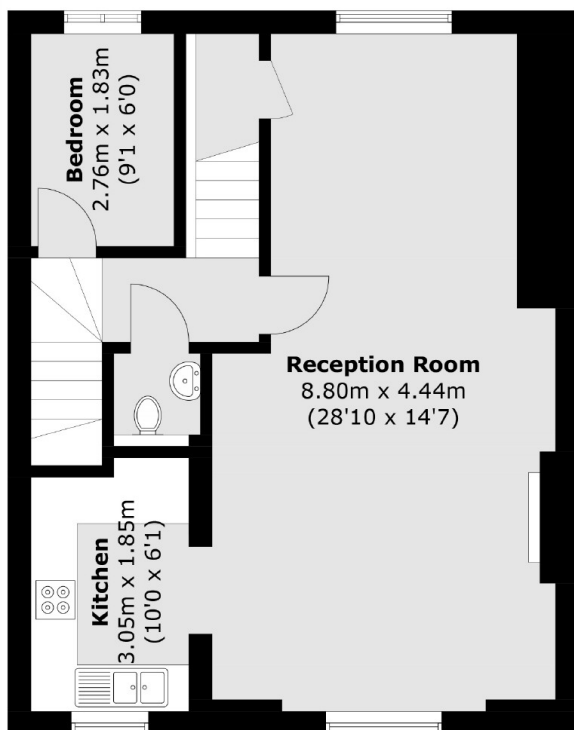 Bedroom
2.76m x 1.83m
(9'1 x 6'0)
Reception Room
8.80m x 4.44m
(28'10 x 14'7)
Kitchen
3.05m x 1.85m
(10'0 x 6'1)